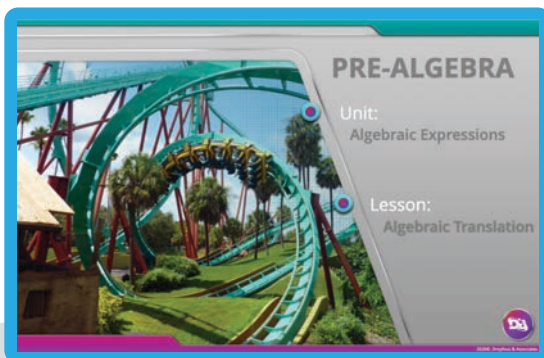 PRE-ALGEBRA
Unit:
Algebraic Expressions
Lesson:
Algebraic Translation